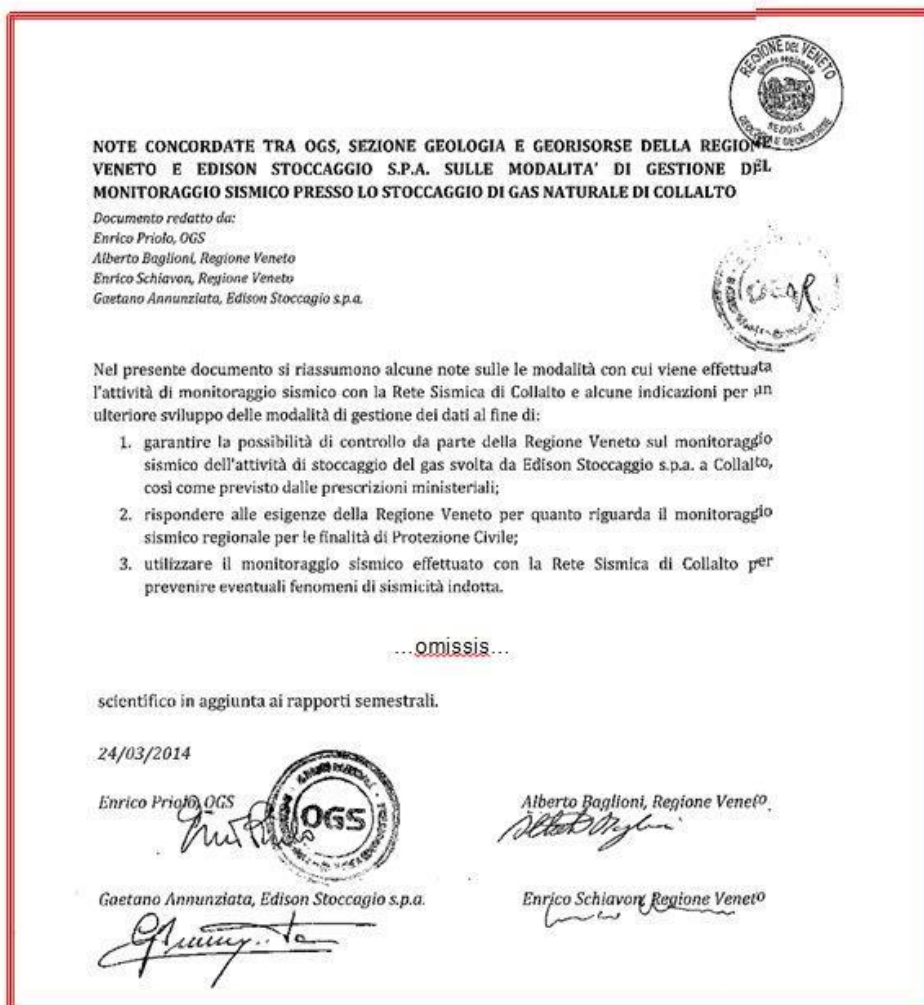 REGIONE DEL VENETO
giunta regionale
SEZIONE
GEOLOGIA E GEORISORSE
NOTE CONCORDATE TRA OGS, SEZIONE GEOLOGIA E GEORISORSE DELLA REGIONE
VENETO E EDISON STOCCAGGIO S.P.A. SULLE MODALITA' DI GESTIONE DEL
MONITORAGGIO SISMICO PRESSO LO STOCCAGGIO DI GAS NATURALE DI COLLALTO
Documento redatto da:
Enrico Priolo, OGS
Alberto Baglioni, Regione Veneto
Enrico Schiavon, Regione Veneto
Gaetano Annunziata, Edison Stoccagio s.p.a.
Nel presente documento si riassumono alcune note sulle le modalità con cui viene effettuata
l'attività di monitoraggio sismico con la Rete Sismica di Collalto e alcune indicazioni per un
ulteriore sviluppo delle modalità di gestione dei dati al fine di:
1. garantire la possibilità di controllo da parte della Regione Veneto sul monitoraggio
sismico dell'attività di stoccaggio del gas svolta da Edison Stoccaggio s.p.a. a Collalto,
così come previsto dalle prescrizioni ministeriali;
2. rispondere alle esigenze della Regione Veneto per quanto riguarda il monitoraggio
sismico regionale per le finalità di Protezione Civile;
3. utilizzare il monitoraggio sismico effettuato con la Rete Sismica di Collalto per
prevenire eventuali fenomeni di sismicità indotta.
...omissis...
scientifico in aggiunta ai rapporti semestrali.
24/03/2014
Enrico Priolo, OGS
OGS
Alberto Baglioni, Regione Veneto
Gaetano Annunziata, Edison Stoccagio s.p.a.
Enrico Schiavon, Regione Veneto